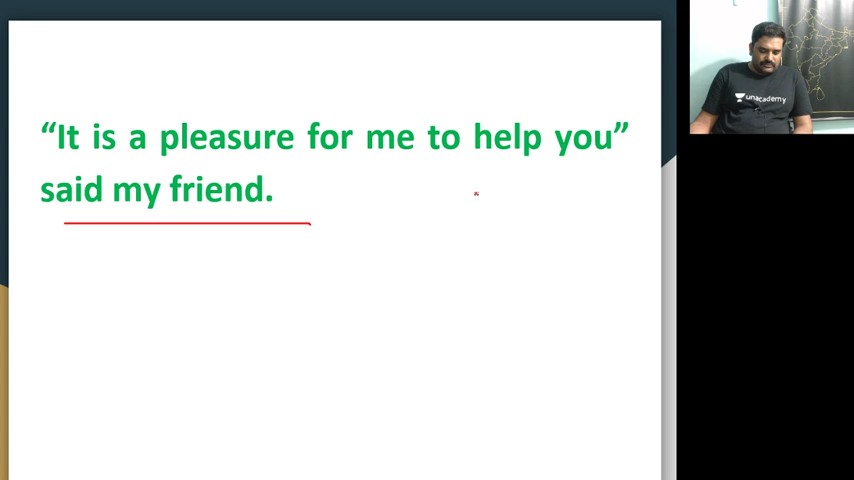 “It is a pleasure for me to help you”
said my friend.
unacademy